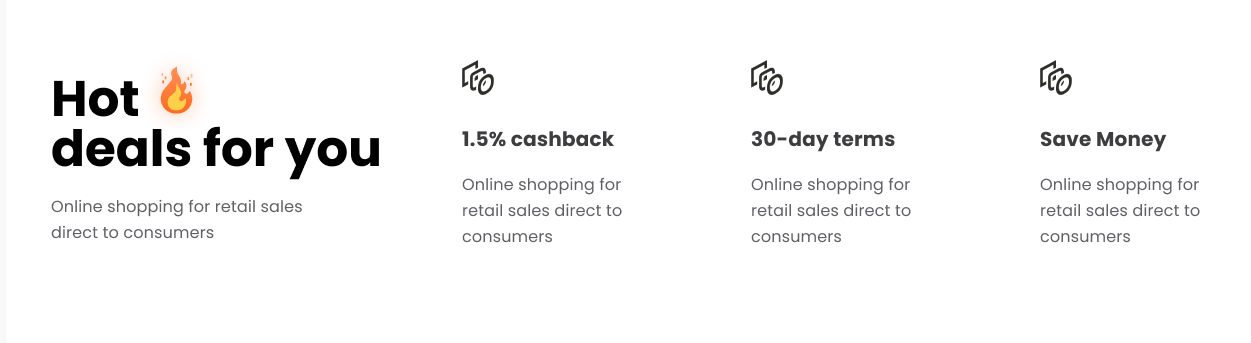 Hot
deals for you
Online shopping for retail sales
direct to consumers
1.5% cashback
Online shopping for
retail sales direct to
consumers
30-day terms
Online shopping for
retail sales direct to
consumers
Save Money
Online shopping for
retail sales direct to
consumers